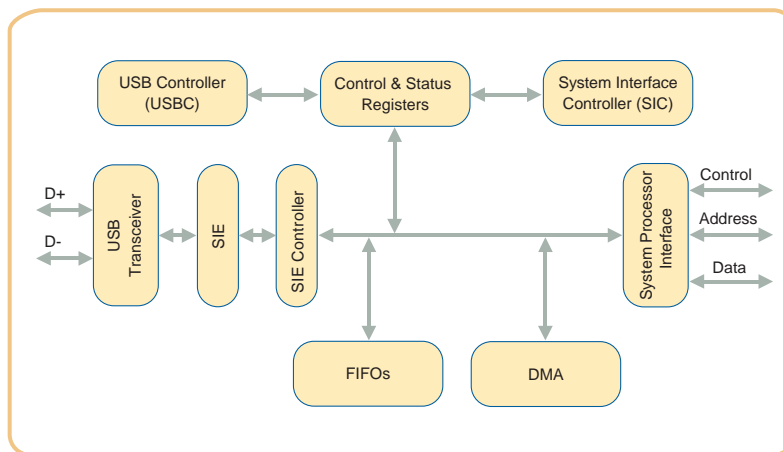 USB Controller
(USBC)
Control & Status
Registers
System Interface
Controller (SIC)
D+
D-
USB
Transceiver
SIE
SIE Controller
System Processor
Interface
Control
Address
Data
FIFOs
DMA